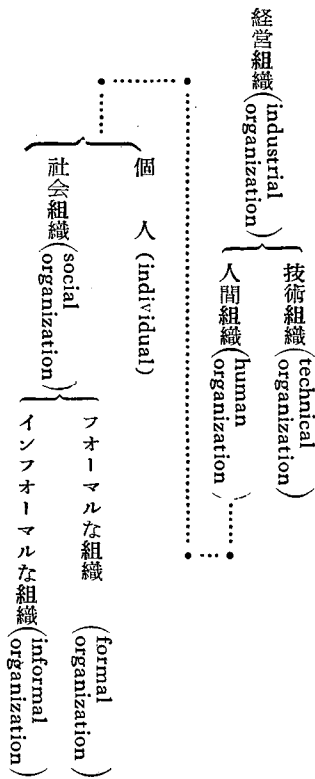 経営組織(industrial organization)
技術組織(technical organization)
人間組織(human organization)
個人(individual)
社会組織(social organization)
フオーマルな組織(formal organization)
インフオーマルな組織(informal organization)